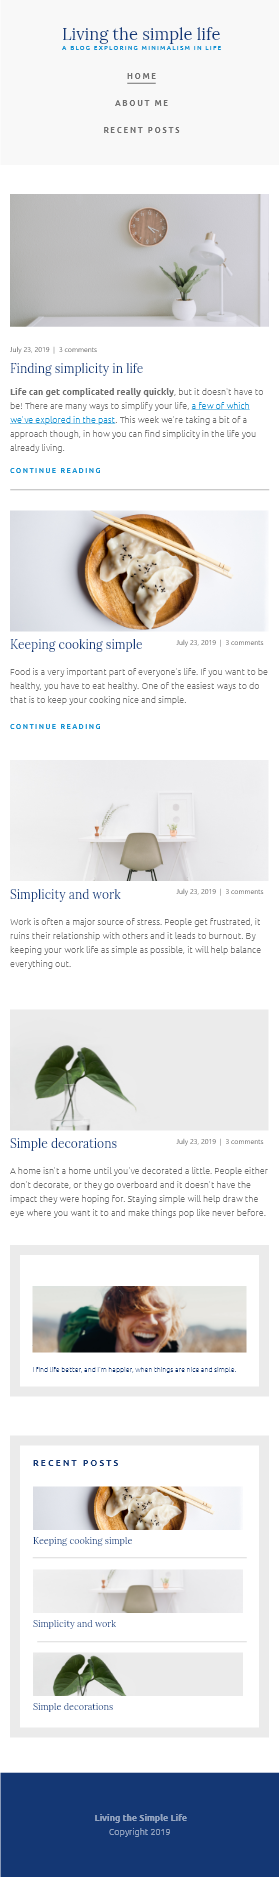 Living the simple life
A BLOG EXPLORING MINIMALISM IN LIFE
HOME
ABOUT ME
RECENT POSTS
July 23, 2019 | 3 comments
Finding simplicity in life
Life can get complicated really quickly, but it doesn't have to
be! There are many ways to simplify your life, a few of which
we've explored in the past. This week we're taking a bit of a
approach though, in how you can find simplicity in the life you
already living.
CONTINUE READING
Keeping cooking simple
July 23, 2019 | 3 comments
Food is a very important part of everyone's life. If you want to be
healthy, you have to eat healthy. One of the easiest ways to do
that is to keep your cooking nice and simple.
CONTINUE READING
Simplicity and work
July 23, 2019 | 3 comments
Work is often a major source of stress. People get frustrated, it
ruins their relationship with others and it leads to burnout. By
keeping your work life as simple as possible, it will help balance
everything out.
Simple decorations
July 23, 2019 | 3 comments
A home isn't a home until you've decorated a little. People either
don't decorate, or they go overboard and it doesn't have the
impact they were hoping for. Staying simple will help draw the
eye where you want it to and make things pop like never before.
I find life better, and I'm happier, when things are nice and simple.
RECENT POSTS
Keeping cooking simple
Simplicity and work
Simple decorations
Living the Simple Life
Copyright 2019